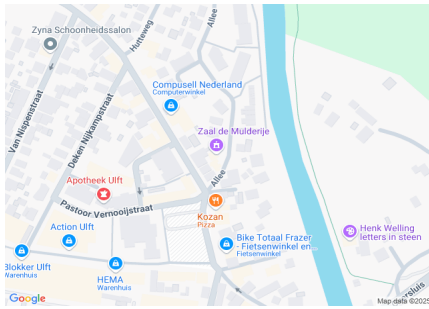 Zyna Schoonheidssalon
Hutteweg
Allee
Compusell Nederland
Computerwinkel
Van Nispenstraat
Deken Nijkampstraat
Zaal de Mulderije
Apotheek Ulft
Allee
Pastoor Vernooijstraat
Kozan
Pizza
Action Ulft
Bike Totaal Frazer
- Fietsenwinkel en...
Fietsenwinkel
Henk Welling
letters in steen
Blokker Ulft
Warenhuis
HEMA
Warenhuis
ersluis
Google
Map data ©2025